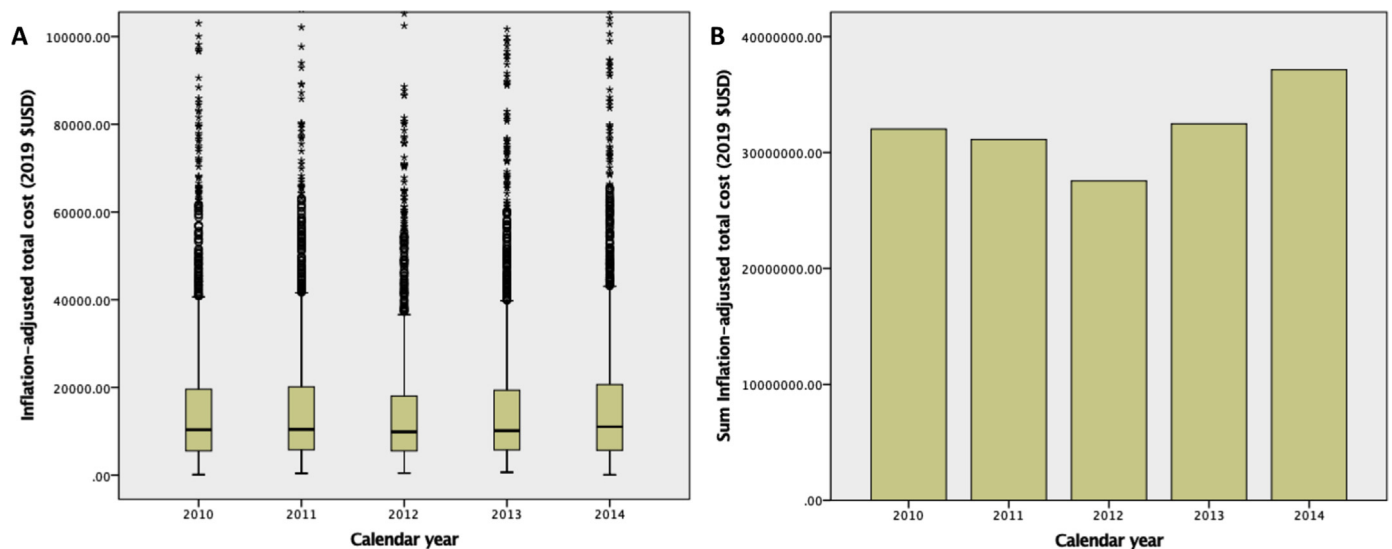 A
Inflation-adjusted total cost (2019 $USD)
100000.00
80000.00
60000.00
40000.00
20000.00
.00
2010 2011 2012 2013 2014
Calendar year
B
Sum Inflation-adjusted total cost (2019 $USD)
40000000.00
30000000.00
20000000.00
10000000.00
.00
2010 2011 2012 2013 2014
Calendar year